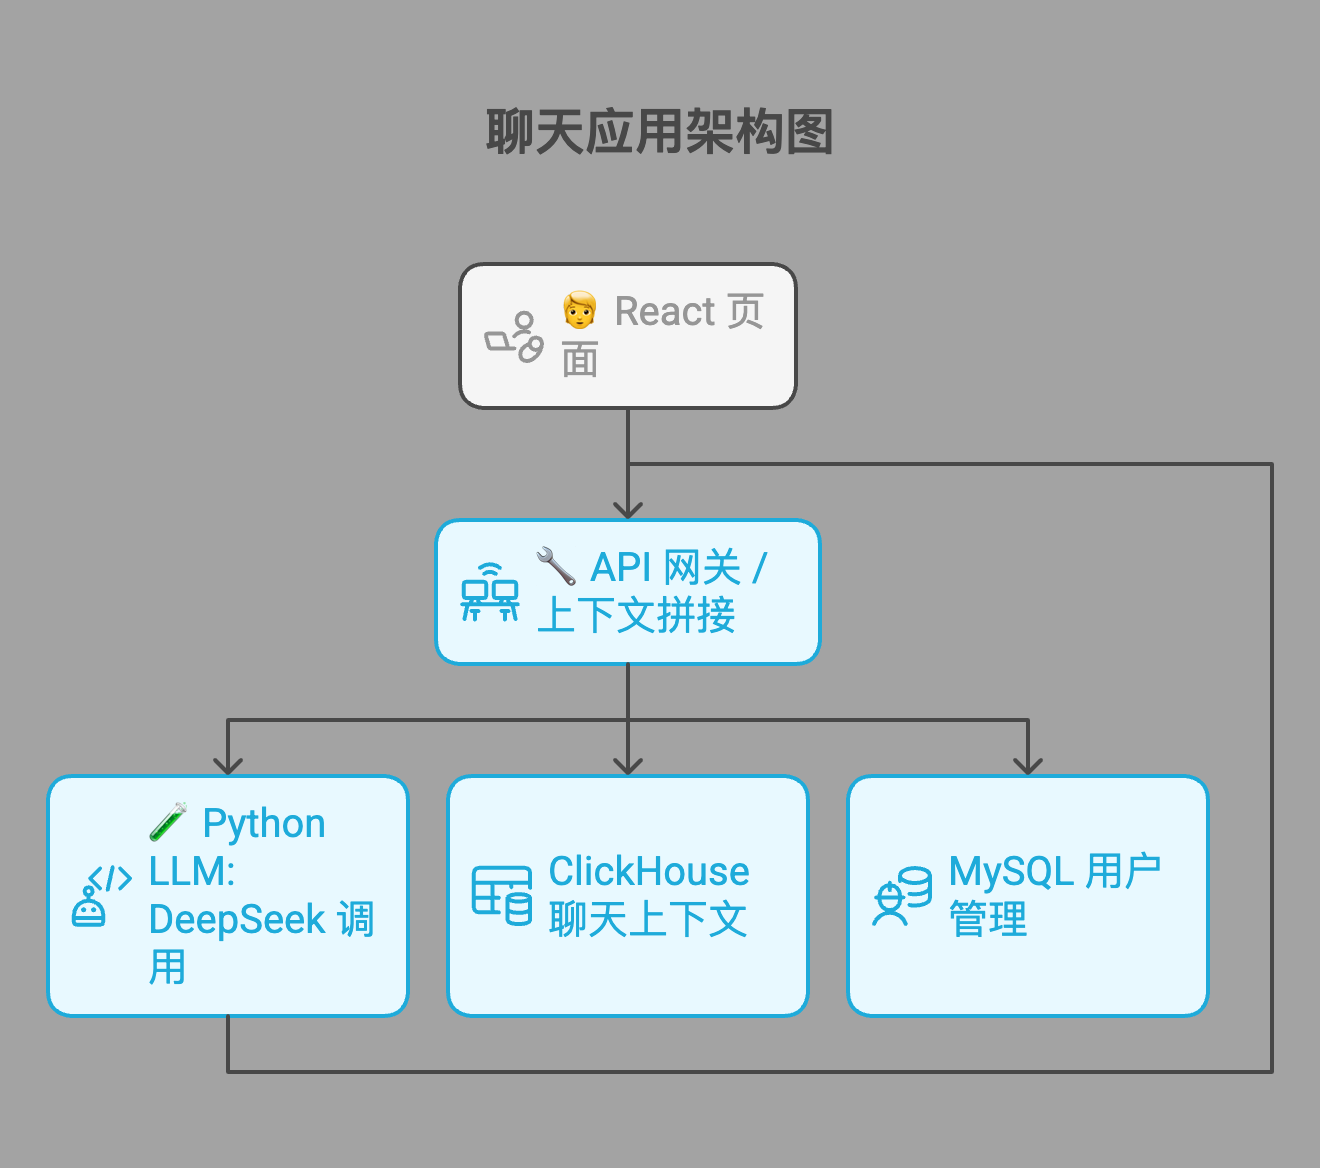 聊天应用架构图
🧑 React 页
面
🔧 API 网关 /
上下文拼接
🧪 Python
LLM:
DeepSeek 调
用
ClickHouse
聊天上下文
MySQL 用户
管理